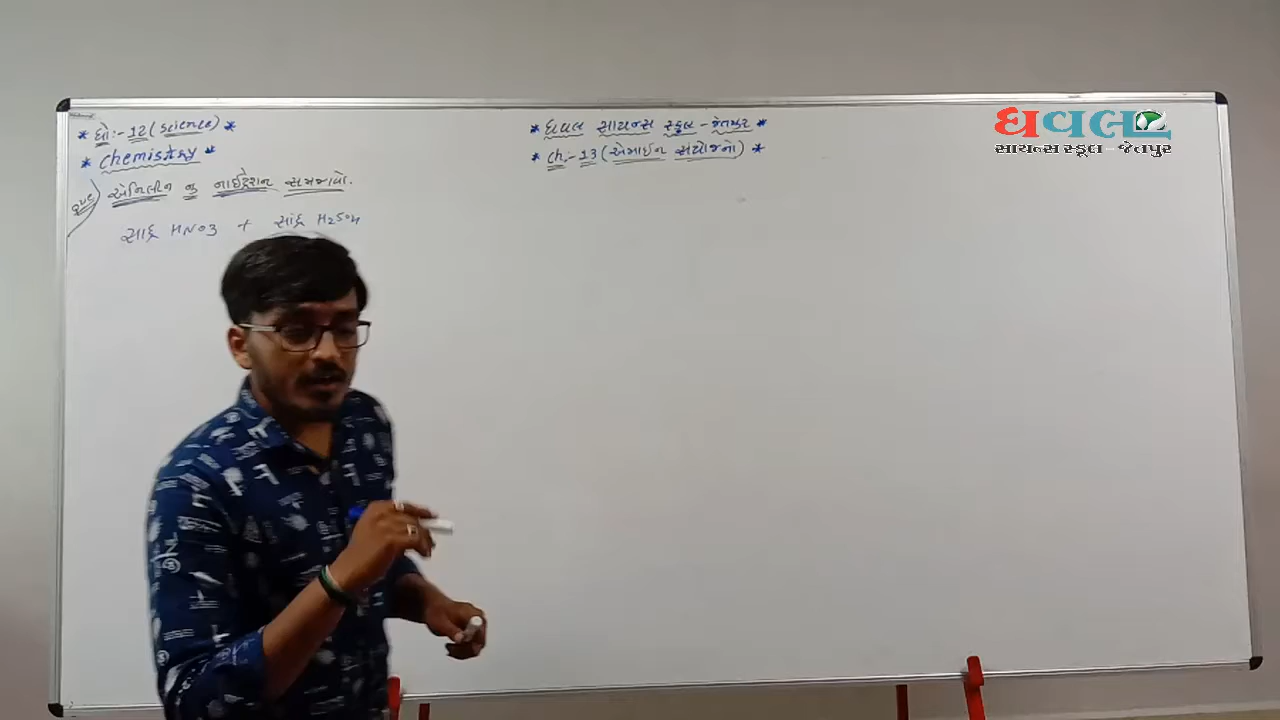 * ધો:- 12 (Science) *
* chemistry *
એનિલીન નુ નાઈટ્રેશન સમજાવો.
સાંદ્ર HNO3 + સાંદ્ર H2SO4
* ધવલ સાયન્સ સ્કુલ - જેતપુર *
* ch:- 13 (એમાઈન સંયોજનો) *
ધવલ
સાયન્સ સ્કૂલ - જેતપુર